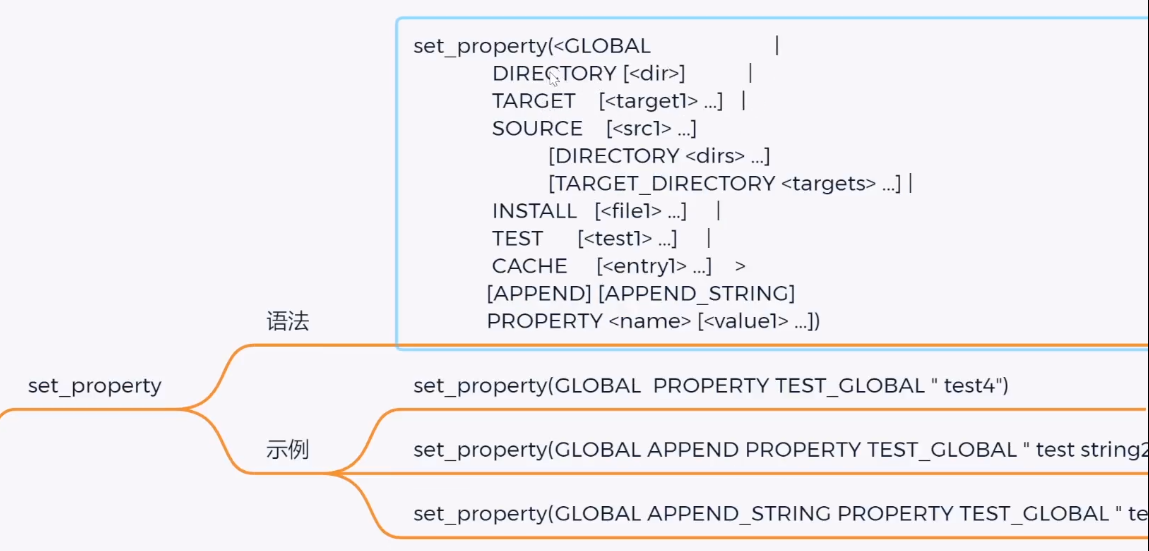 set_property(<GLOBAL |
DIRECTORY [<dir>] |
TARGET [<target1> ...] |
SOURCE [<src1> ...]
[DIRECTORY <dirs> ...]
[TARGET_DIRECTORY <targets> ...] |
INSTALL [<file1> ...] |
TEST [<test1> ...] |
CACHE [<entry1> ...] >
[APPEND] [APPEND_STRING]
PROPERTY <name> [<value1> ...])
语法
set_property
set_property(GLOBAL PROPERTY TEST_GLOBAL " test4")
示例
set_property(GLOBAL APPEND PROPERTY TEST_GLOBAL " test string2
set_property(GLOBAL APPEND_STRING PROPERTY TEST_GLOBAL " te